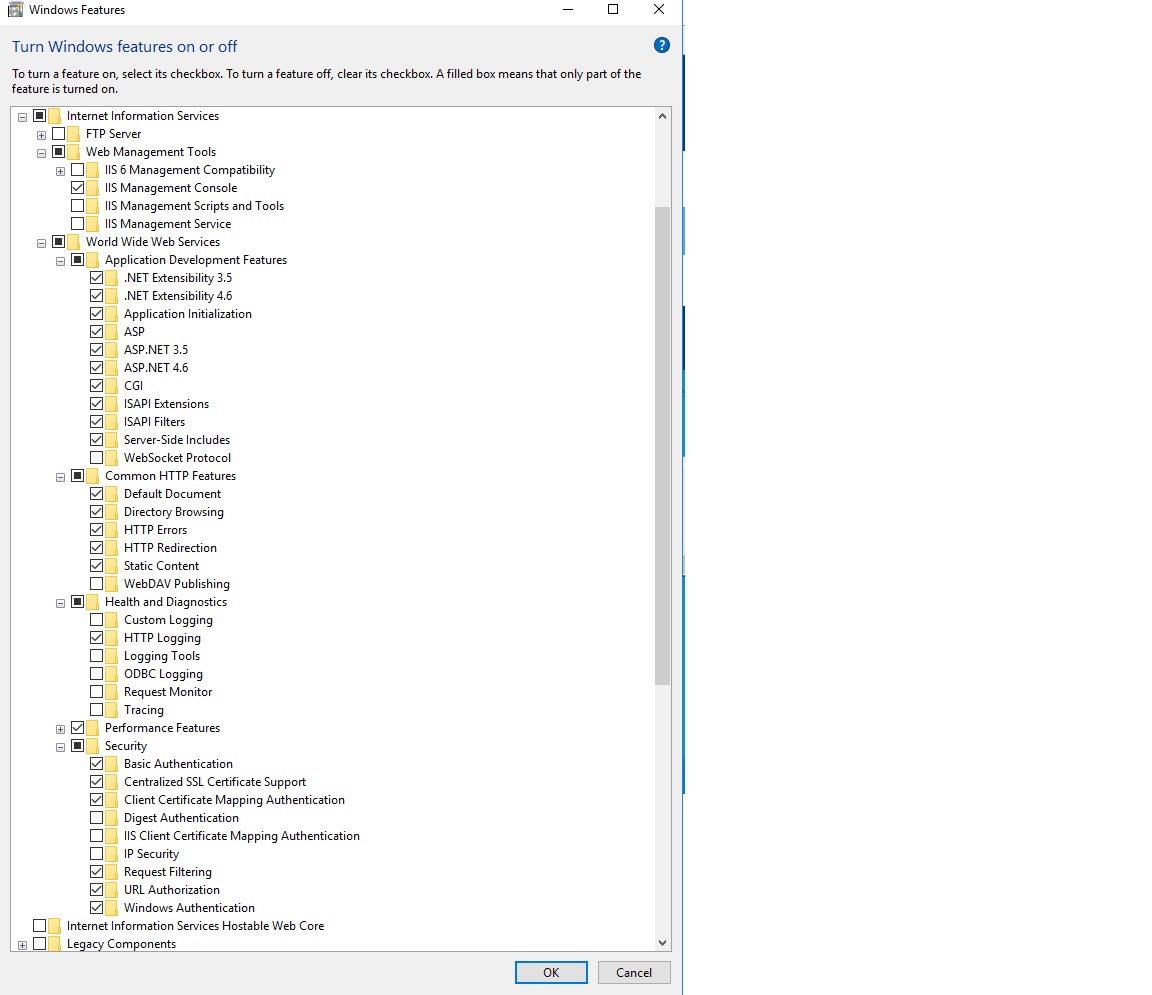 Windows Features
Turn Windows features on or off
?
To turn a feature on, select its checkbox. To turn a feature off, clear its checkbox. A filled box means that only part of the
feature is turned on.
Internet Information Services
FTP Server
Web Management Tools
IIS 6 Management Compatibility
IIS Management Console
IIS Management Scripts and Tools
IIS Management Service
World Wide Web Services
Application Development Features
.NET Extensibility 3.5
.NET Extensibility 4.6
Application Initialization
ASP
ASP.NET 3.5
ASP.NET 4.6
CGI
ISAPI Extensions
ISAPI Filters
Server-Side Includes
WebSocket Protocol
Common HTTP Features
Default Document
Directory Browsing
HTTP Errors
HTTP Redirection
Static Content
WebDAV Publishing
Health and Diagnostics
Custom Logging
HTTP Logging
Logging Tools
ODBC Logging
Request Monitor
Tracing
Performance Features
Security
Basic Authentication
Centralized SSL Certificate Support
Client Certificate Mapping Authentication
Digest Authentication
IIS Client Certificate Mapping Authentication
IP Security
Request Filtering
URL Authorization
Windows Authentication
Internet Information Services Hostable Web Core
Legacy Components
OK Cancel